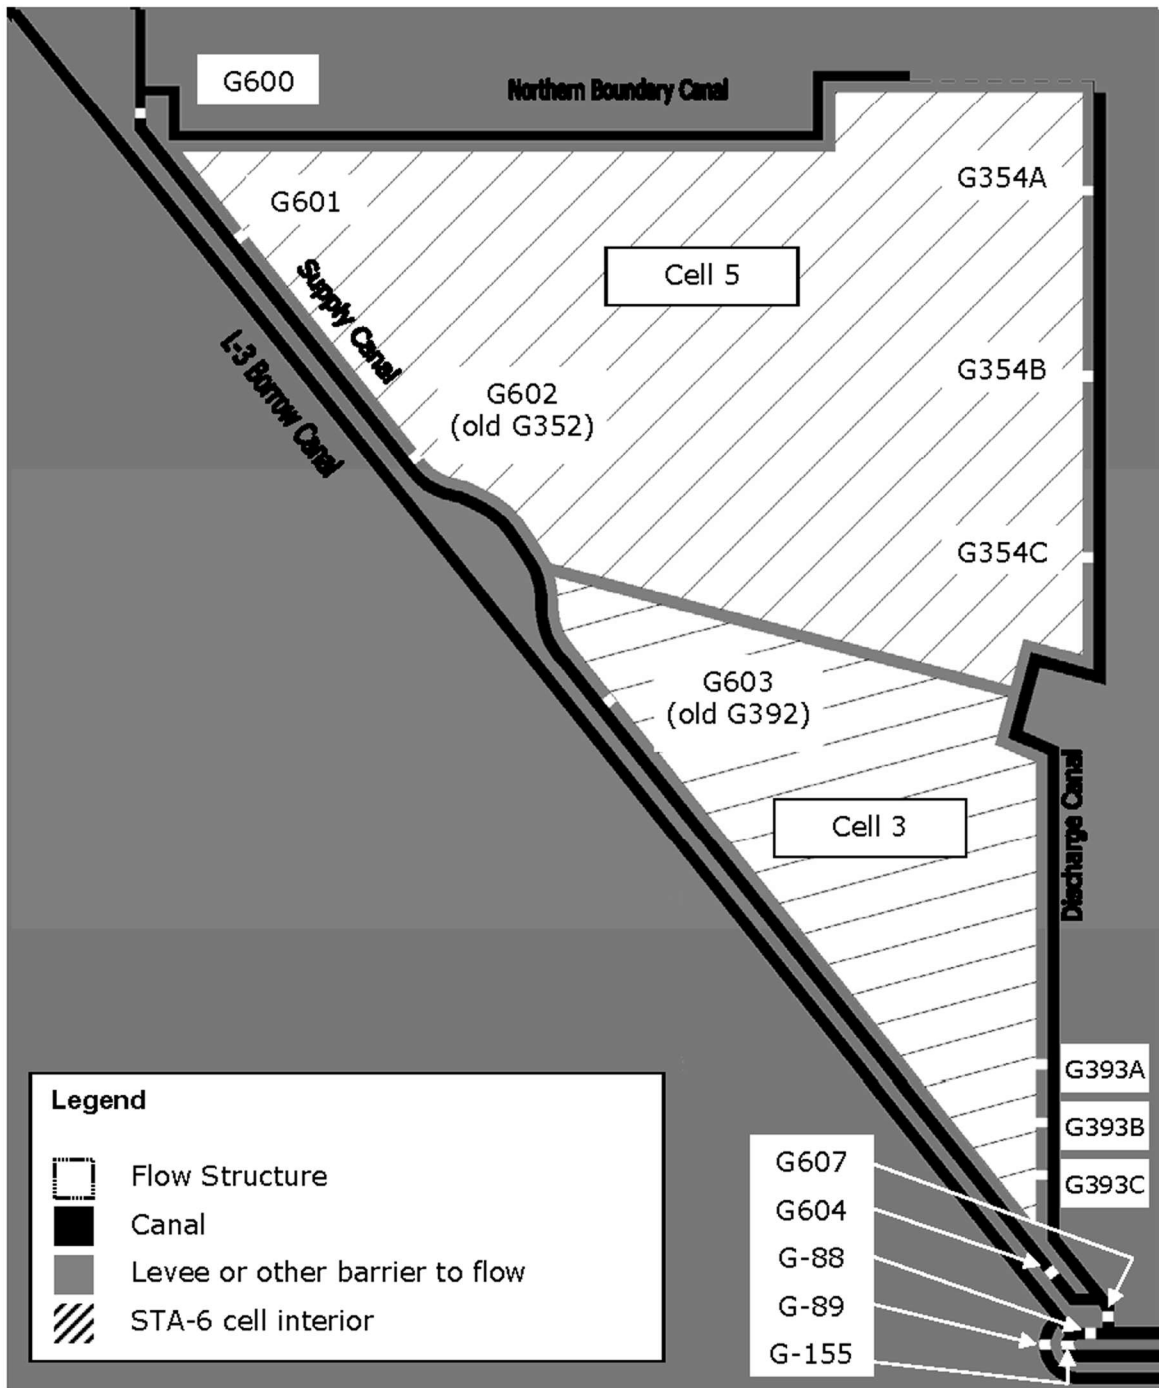 G600
Northern Boundary Canal
G354A
G601
Cell 5
Supply Canal
L-3 Borrow Canal
G354B
G602
(old G352)
G354C
G603
(old G392)
Discharge Canal
Cell 3
G393A
G393B
G393C
Legend
Flow Structure
Canal
Levee or other barrier to flow
STA-6 cell interior
G607
G604
G-88
G-89
G-155